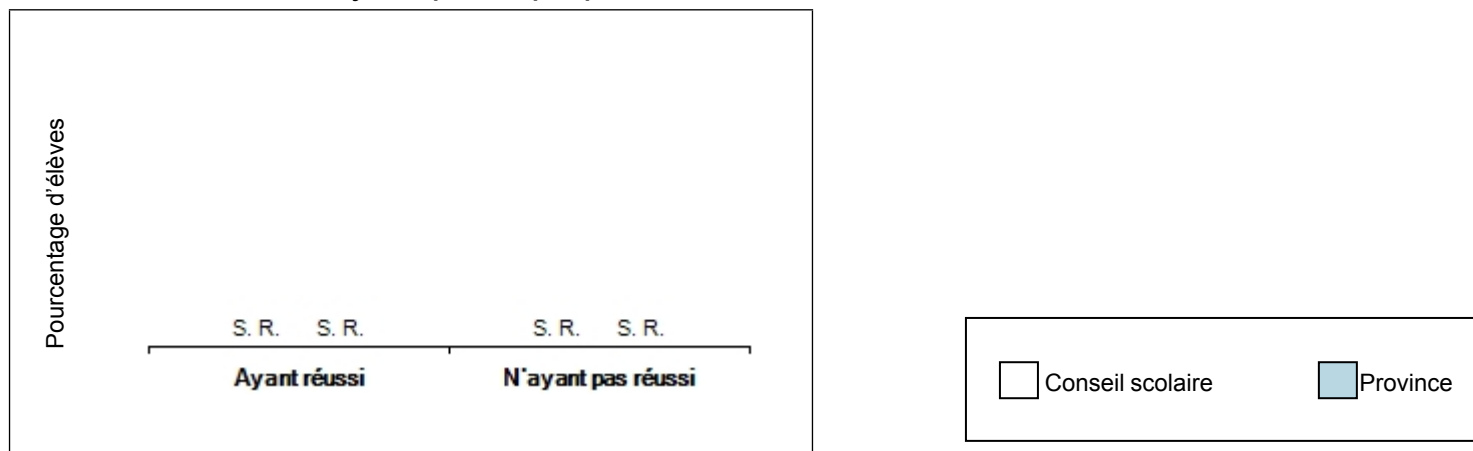 Pourcentage d'élèves
S. R. S. R. S. R. S. R.
Ayant réussi N'ayant pas réussi
Conseil scolaire Province